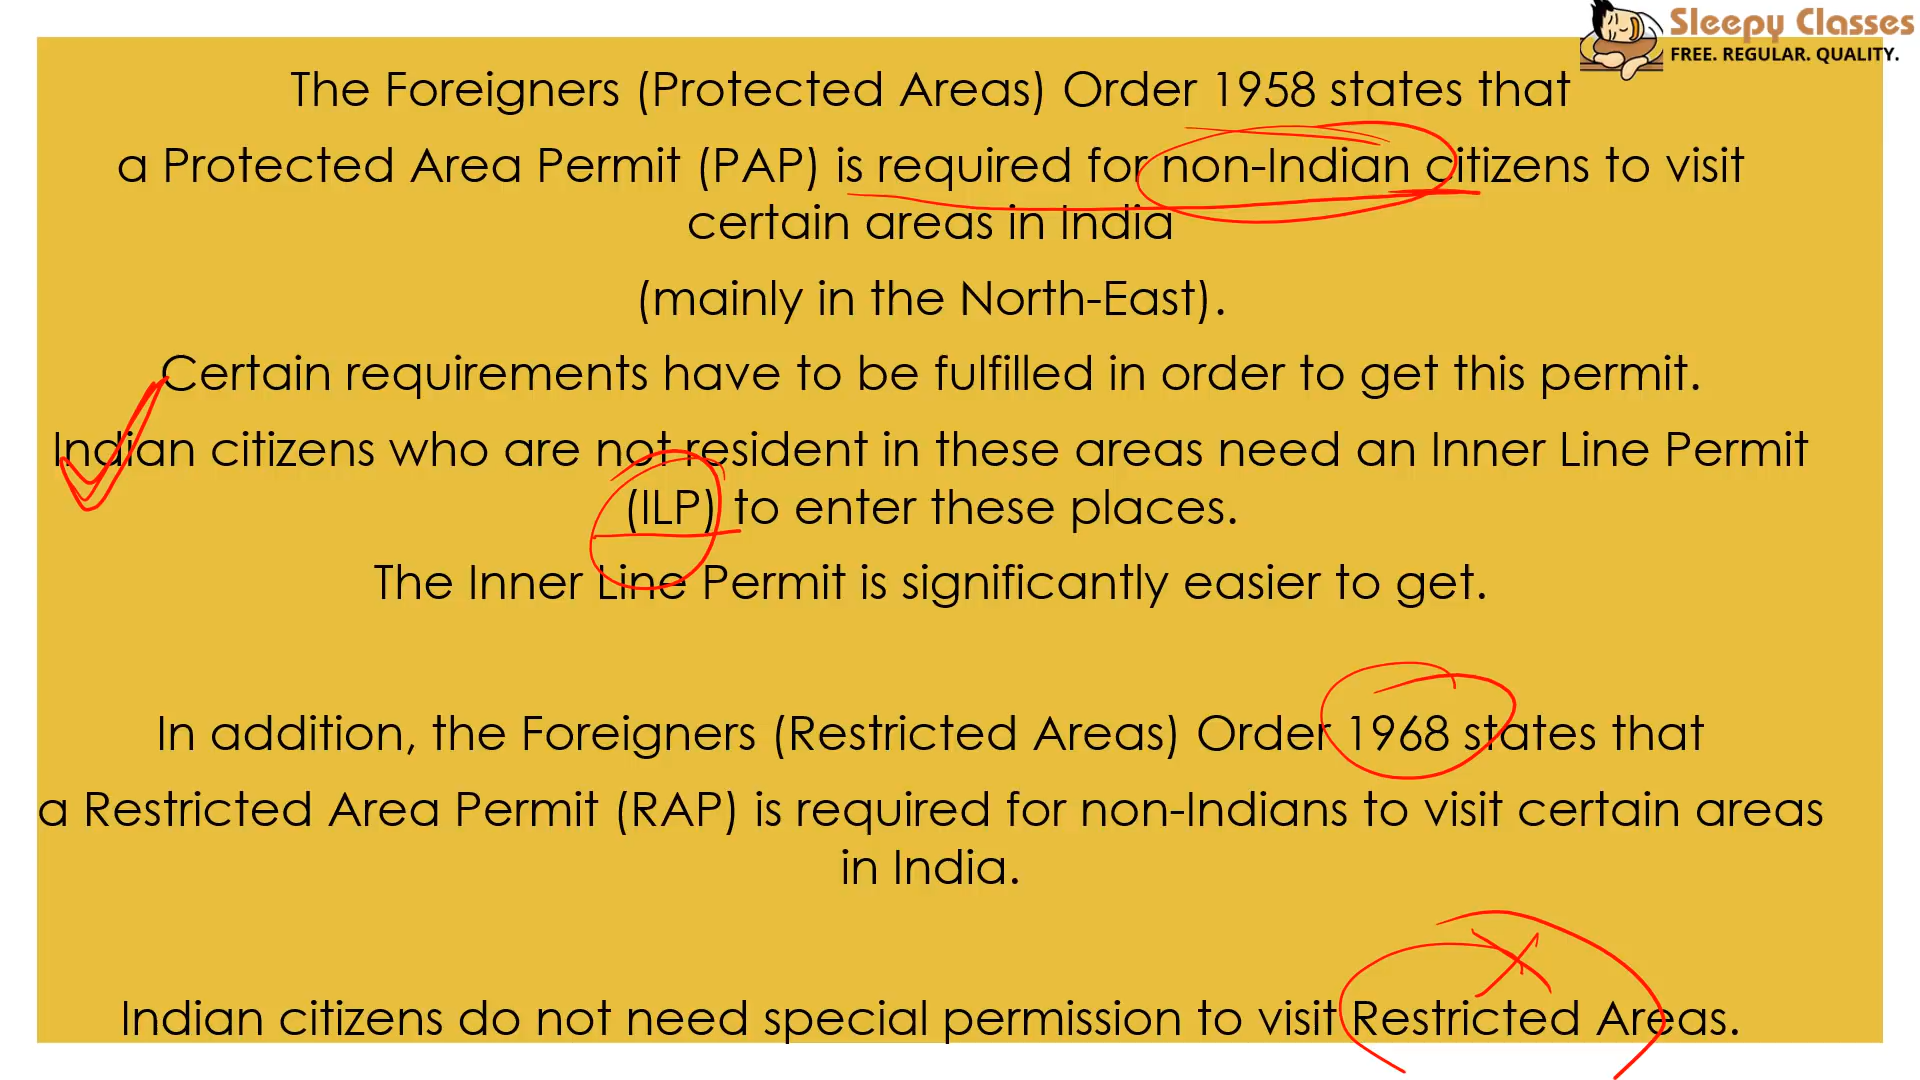 Sleepy Classes
FREE. REGULAR. QUALITY.
The Foreigners (Protected Areas) Order 1958 states that
a Protected Area Permit (PAP) is required for non-Indian citizens to visit
certain areas in India
(mainly in the North-East).
Certain requirements have to be fulfilled in order to get this permit.
Indian citizens who are not resident in these areas need an Inner Line Permit
(ILP) to enter these places.
The Inner Line Permit is significantly easier to get.
In addition, the Foreigners (Restricted Areas) Order 1968 states that
a Restricted Area Permit (RAP) is required for non-Indians to visit certain areas
in India.
Indian citizens do not need special permission to visit Restricted Areas.